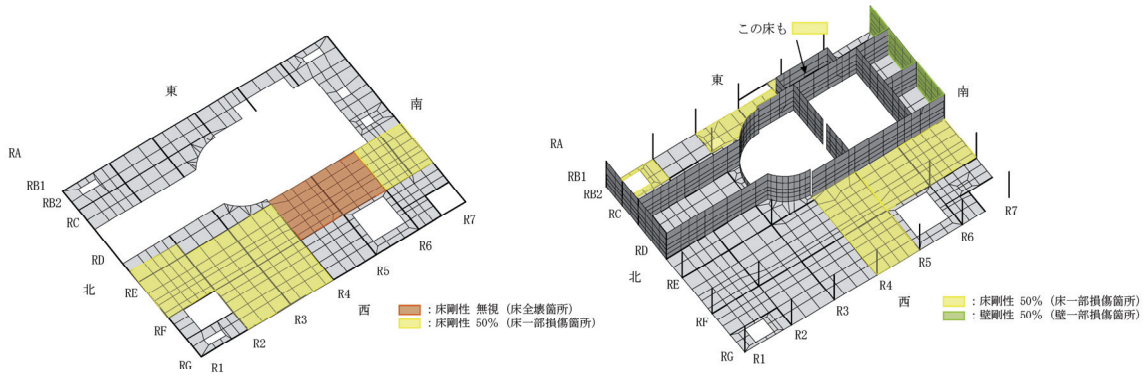 東
南
RA
RB1
RB2
RC
RD
北
RE
RF
RG
R1
R2
R3
R4
R5
R6
R7
西
：床剛性 無視（床全壊箇所）
：床剛性 50%（床一部損傷箇所）
この床も
東
南
RA
RB1
RB2
RC
RD
北
RE
RF
RG
R1
R2
R3
R4
R5
R6
R7
西
：床剛性 50%（床一部損傷箇所）
：壁剛性 50%（壁一部損傷箇所）